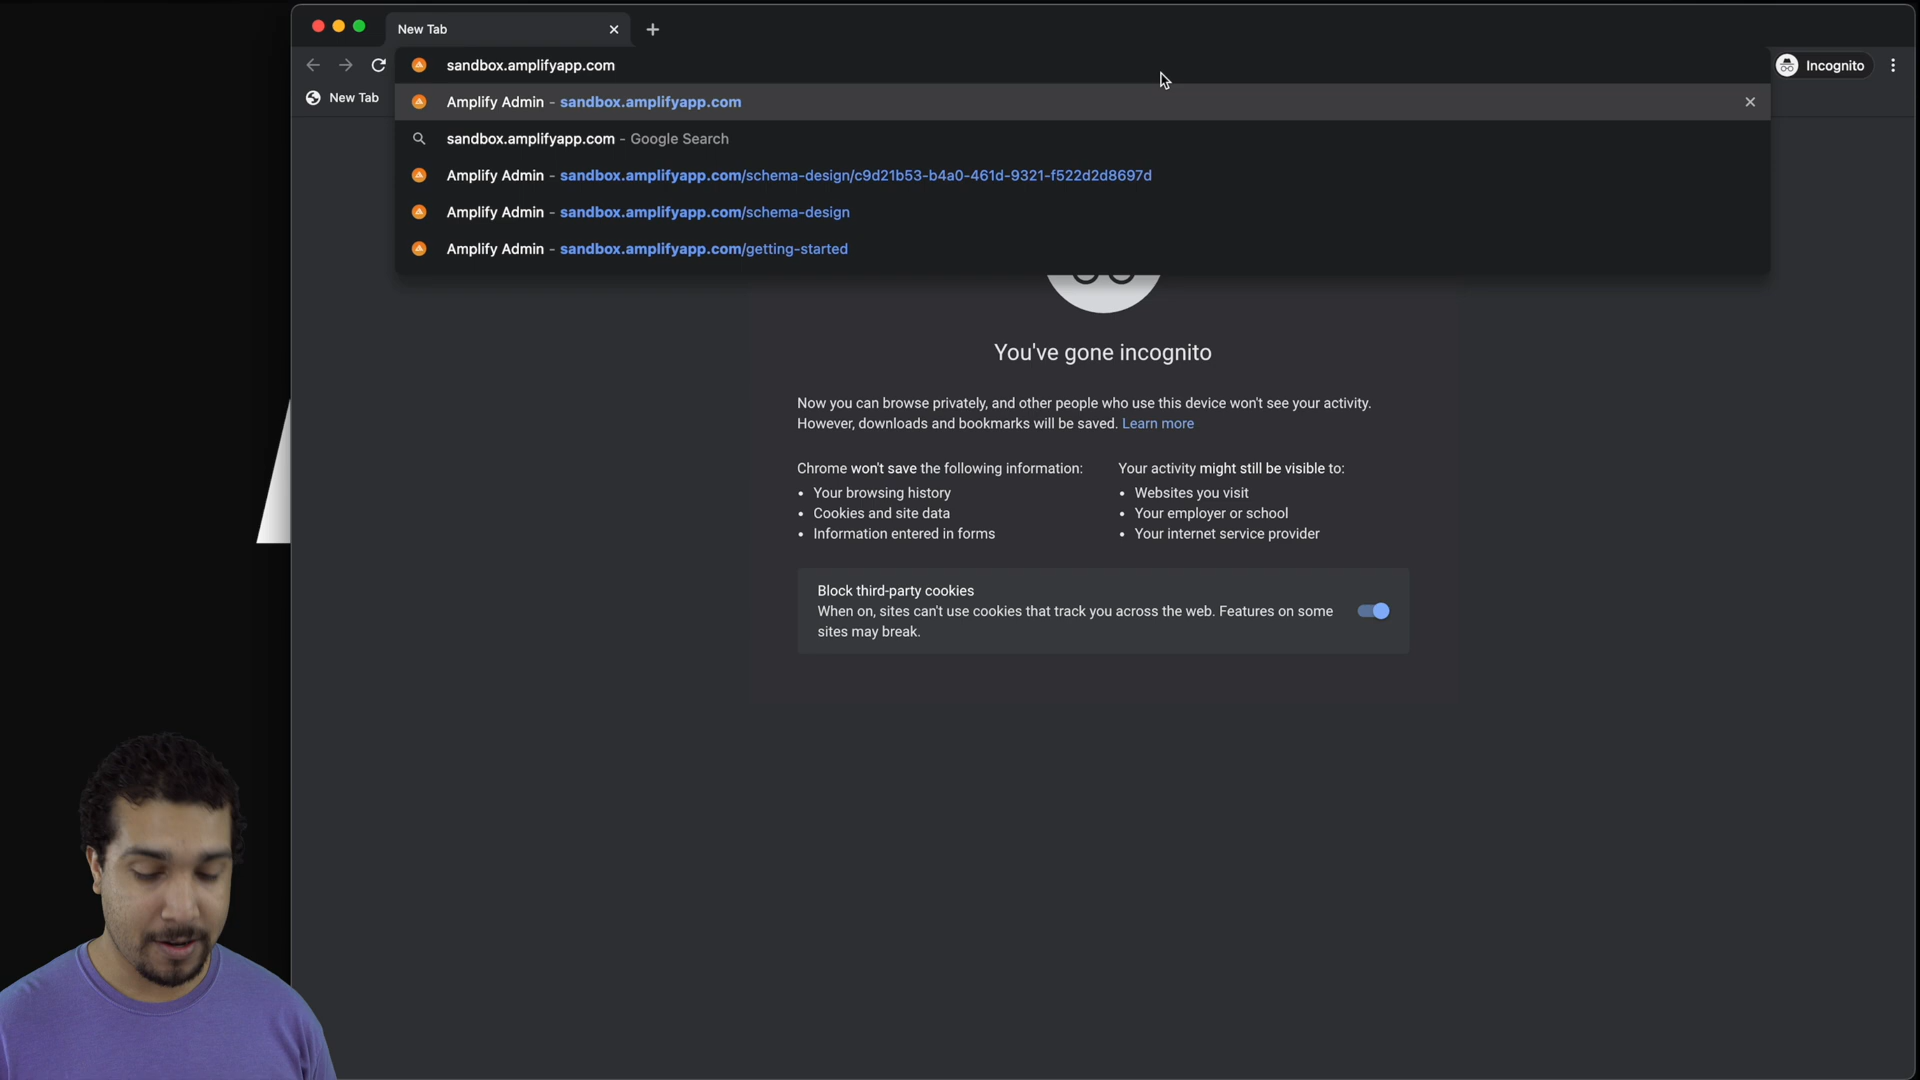 New Tab
sandbox.amplifyapp.com
Incognito
New Tab
Amplify Admin - sandbox.amplifyapp.com
sandbox.amplifyapp.com - Google Search
Amplify Admin - sandbox.amplifyapp.com/schema-design/c9d21b53-b4a0-461d-9321-f522d2d8697d
Amplify Admin - sandbox.amplifyapp.com/schema-design
Amplify Admin - sandbox.amplifyapp.com/getting-started
You've gone incognito
Now you can browse privately, and other people who use this device won't see your activity.
However, downloads and bookmarks will be saved. Learn more
Chrome won't save the following information:
• Your browsing history
• Cookies and site data
• Information entered in forms
Your activity might still be visible to:
• Websites you visit
• Your employer or school
• Your internet service provider
Block third-party cookies
When on, sites can't use cookies that track you across the web. Features on some
sites may break.